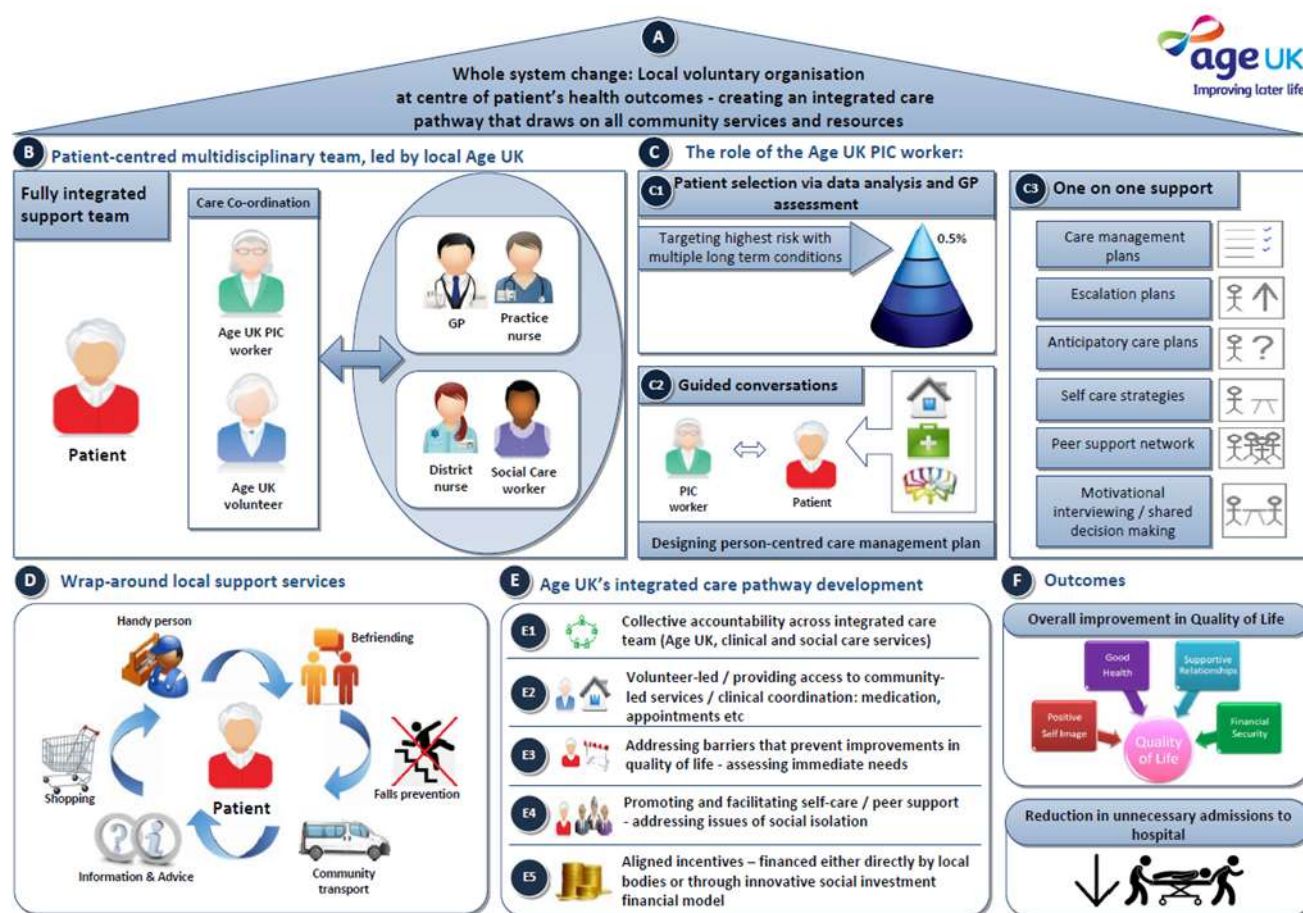 A
Whole system change: Local voluntary organisation
at centre of patient's health outcomes - creating an integrated care
pathway that draws on all community services and resources
age UK
Improving later life
B
Patient-centred multidisciplinary team, led by local Age UK
Fully integrated
support team
Patient
Care Co-ordination
Age UK PIC
worker
Age UK
volunteer
GP
Practice
nurse
District
nurse
Social Care
worker
C
The role of the Age UK PIC worker:
C1
Patient selection via data analysis and GP
assessment
Targeting highest risk with
multiple long term conditions
0.5%
C2
Guided conversations
PIC
worker
Patient
Designing person-centred care management plan
C3
One on one support
Care management
plans
Escalation plans
Anticipatory care plans
?
Self care strategies
Peer support network
Motivational
interviewing / shared
decision making
D
Wrap-around local support services
Handy person
Befriending
Shopping
Patient
Falls prevention
? i
Information & Advice
Community
transport
E
Age UK's integrated care pathway development
E1
Collective accountability across integrated care
team (Age UK, clinical and social care services)
E2
Volunteer-led / providing access to community-
led services / clinical coordination: medication,
appointments etc
E3
Addressing barriers that prevent improvements in
quality of life - assessing immediate needs
E4
Promoting and facilitating self-care / peer support
- addressing issues of social isolation
E5
Aligned incentives – financed either directly by local
bodies or through innovative social investment
financial model
F
Outcomes
Overall improvement in Quality of Life
Good
Health
Supportive
Relationships
Positive
Self Image
Financial
Security
Quality
of Life
Reduction in unnecessary admissions to
hospital